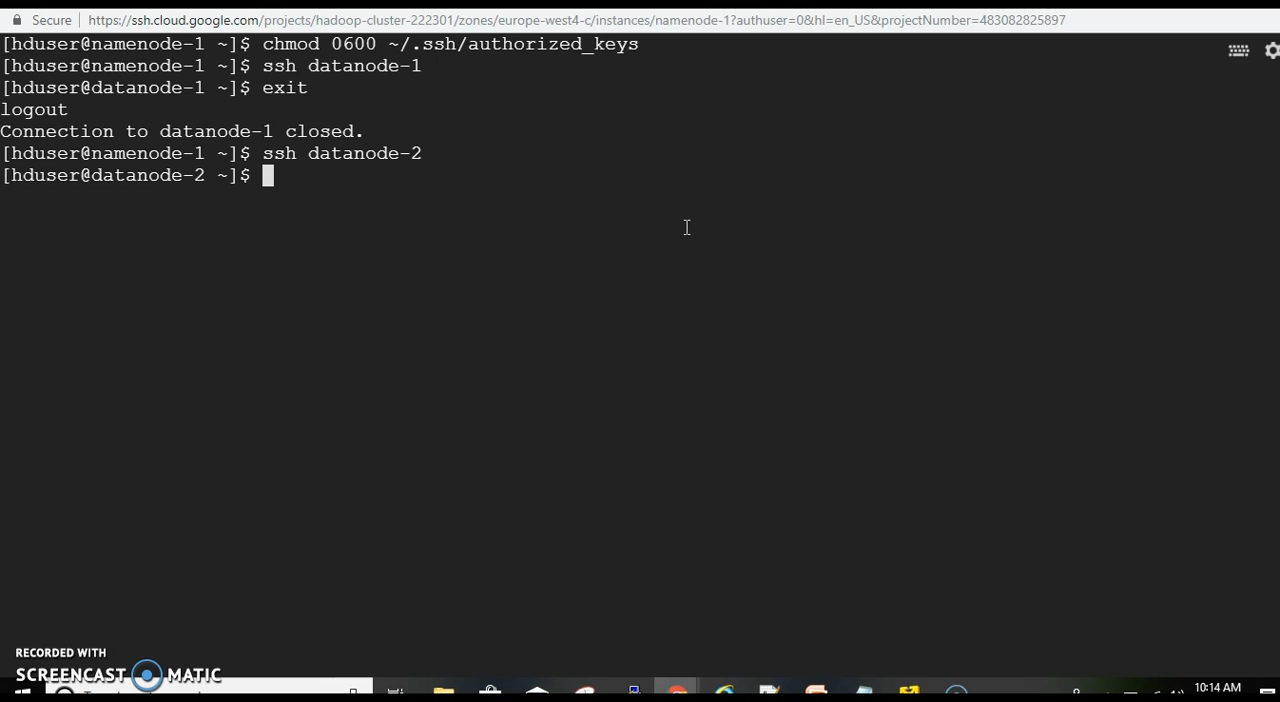 Secure https://ssh.cloud.google.com/projects/hadoop-cluster-222301/zones/europe-west4-c/instances/namenode-1?authuser=0&hl=en_US&projectNumber=483082825897
[hduser@namenode-1 ~]$ chmod 0600 ~/.ssh/authorized_keys
[hduser@namenode-1 ~]$ ssh datanode-1
[hduser@datanode-1 ~]$ exit
logout
Connection to datanode-1 closed.
[hduser@namenode-1 ~]$ ssh datanode-2
[hduser@datanode-2 ~]$
RECORDED WITH
SCREENCAST MATIC
10:14 AM